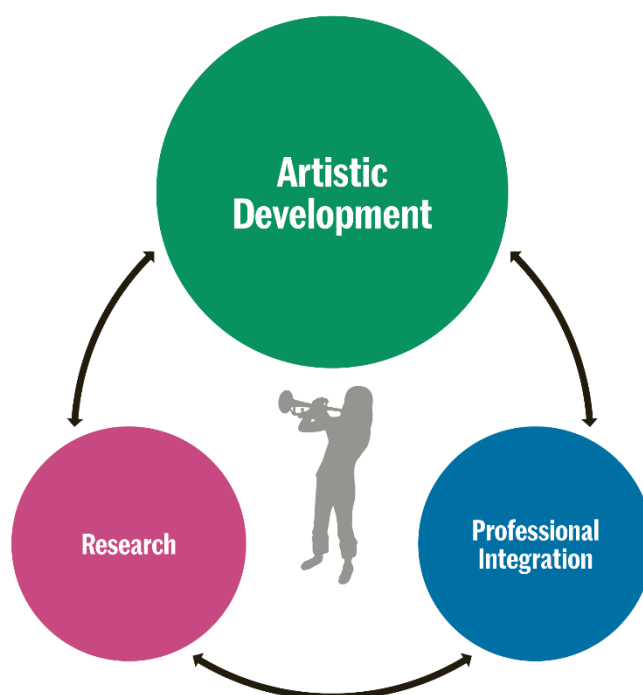 Artistic
Development
Research
Professional
Integration